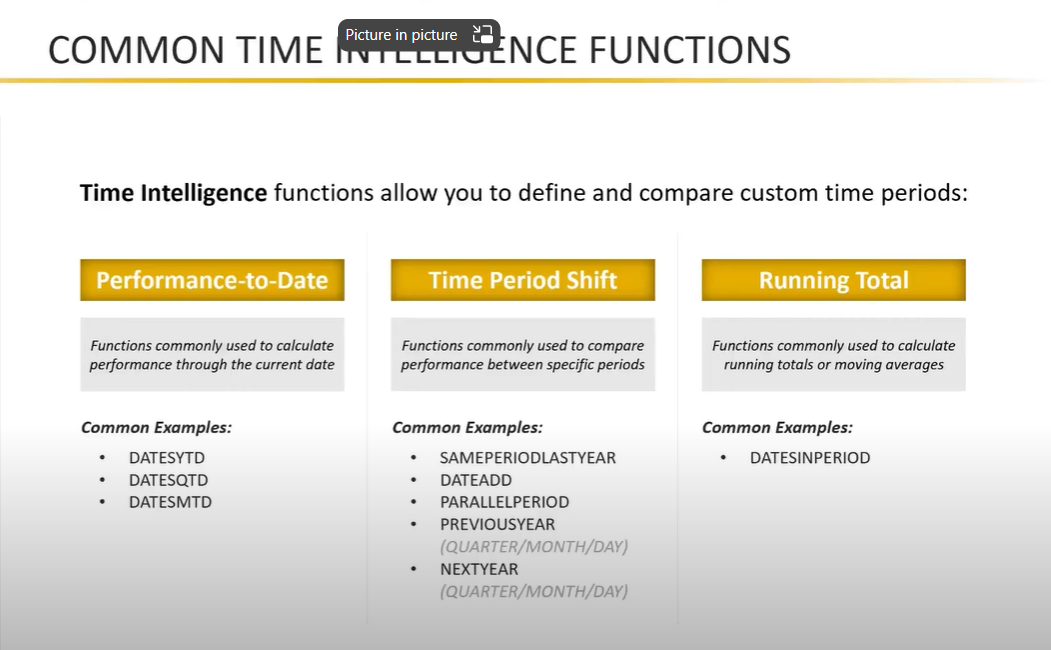 Picture in picture
COMMON TIME INTELLIGENCE FUNCTIONS
Time Intelligence functions allow you to define and compare custom time periods:
Performance-to-Date
Functions commonly used to calculate
performance through the current date
Common Examples:
• DATESYTD
• DATESQTD
• DATESMTD
Time Period Shift
Functions commonly used to compare
performance between specific periods
Common Examples:
• SAMEPERIODLASTYEAR
• DATEADD
• PARALLELPERIOD
• PREVIOUSYEAR
(QUARTER/MONTH/DAY)
• NEXTYEAR
(QUARTER/MONTH/DAY)
Running Total
Functions commonly used to calculate
running totals or moving averages
Common Examples:
• DATESINPERIOD